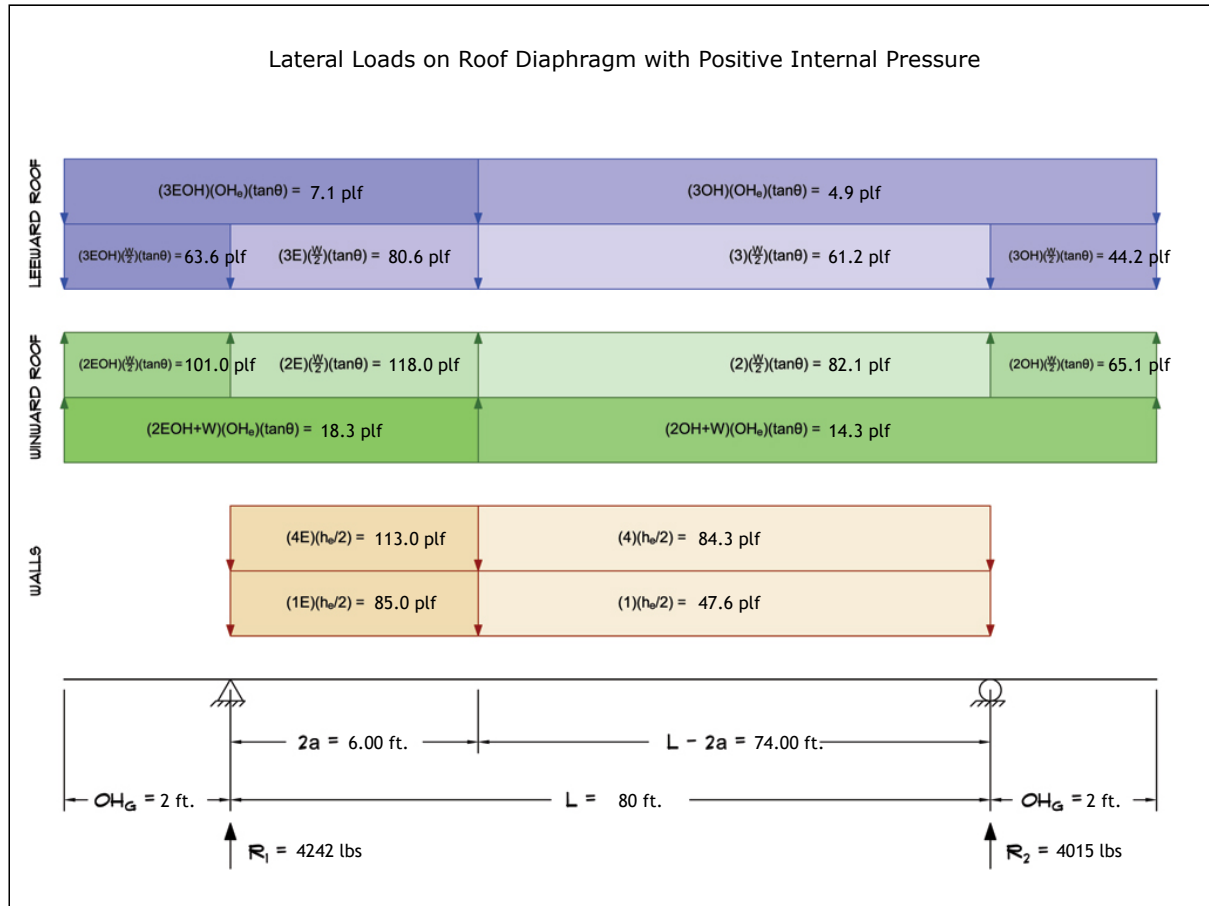 Lateral Loads on Roof Diaphragm with Positive Internal Pressure
LEEWARD ROOF
(3EOH)(OHₑ)(tanθ) = 7.1 plf
(3OH)(OHₑ)(tanθ) = 4.9 plf
(3EOH)(W/2)(tanθ) = 63.6 plf
(3E)(W/2)(tanθ) = 80.6 plf
(3)(W/2)(tanθ) = 61.2 plf
(3OH)(W/2)(tanθ) = 44.2 plf
WINWARD ROOF
(2EOH)(W/2)(tanθ) = 101.0 plf
(2E)(W/2)(tanθ) = 118.0 plf
(2)(W/2)(tanθ) = 82.1 plf
(2OH)(W/2)(tanθ) = 65.1 plf
(2EOH+W)(OHₑ)(tanθ) = 18.3 plf
(2OH+W)(OHₑ)(tanθ) = 14.3 plf
WALLS
(4E)(hₑ/2) = 113.0 plf
(4)(hₑ/2) = 84.3 plf
(1E)(hₑ/2) = 85.0 plf
(1)(hₑ/2) = 47.6 plf
2a = 6.00 ft.
L - 2a = 74.00 ft.
OH_G = 2 ft.
L = 80 ft.
OH_G = 2 ft.
R₁ = 4242 lbs
R₂ = 4015 lbs